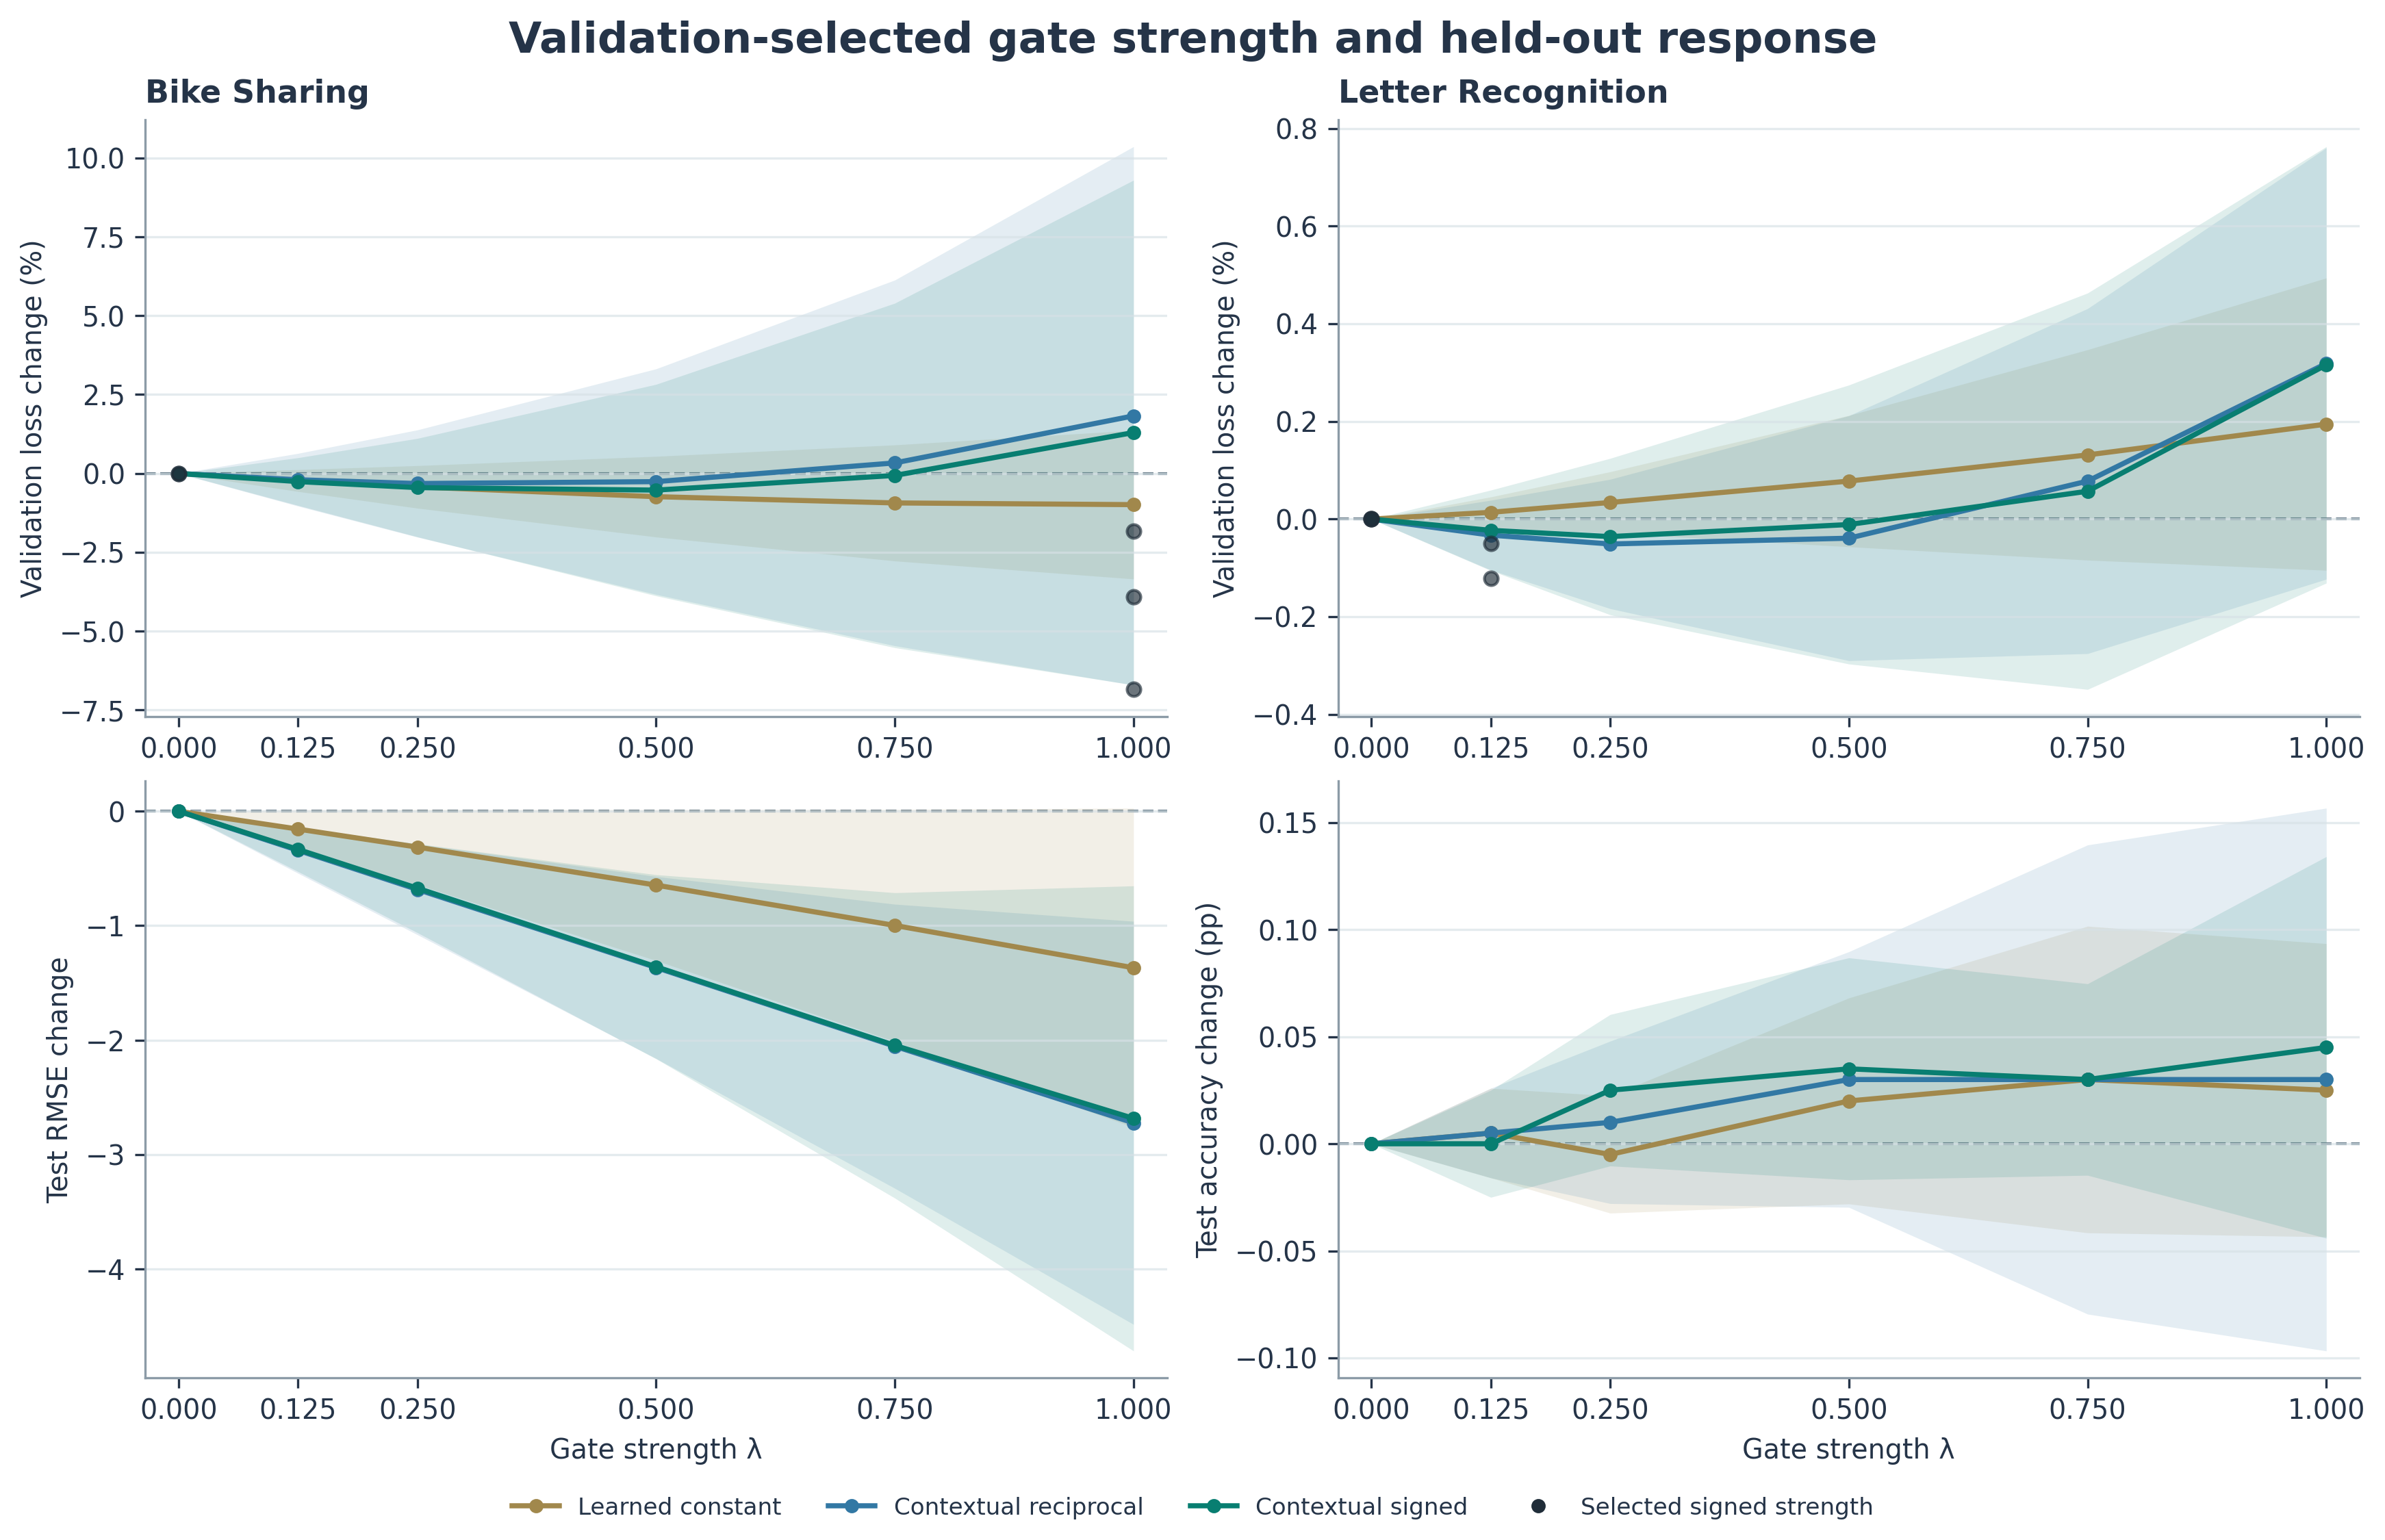 Validation-selected gate strength and held-out response
Bike Sharing
Validation loss change (%)
10.0
7.5
5.0
2.5
0.0
−2.5
−5.0
−7.5
0.000 0.125 0.250 0.500 0.750 1.000
Letter Recognition
Validation loss change (%)
0.8
0.6
0.4
0.2
0.0
−0.2
−0.4
0.000 0.125 0.250 0.500 0.750 1.000
Test RMSE change
0
−1
−2
−3
−4
0.000 0.125 0.250 0.500 0.750 1.000
Gate strength λ
Test accuracy change (pp)
0.15
0.10
0.05
0.00
−0.05
−0.10
0.000 0.125 0.250 0.500 0.750 1.000
Gate strength λ
Learned constant Contextual reciprocal Contextual signed Selected signed strength